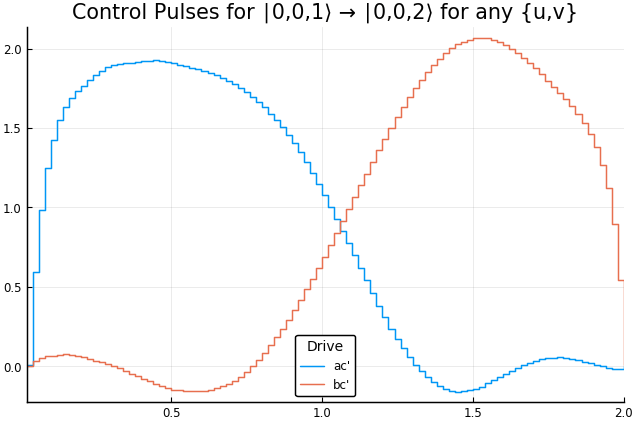 Control Pulses for |0,0,1⟩ → |0,0,2⟩ for any {u,v}
2.0
1.5
1.0
0.5
0.0
Drive
ac'
bc'
0.5 1.0 1.5 2.0